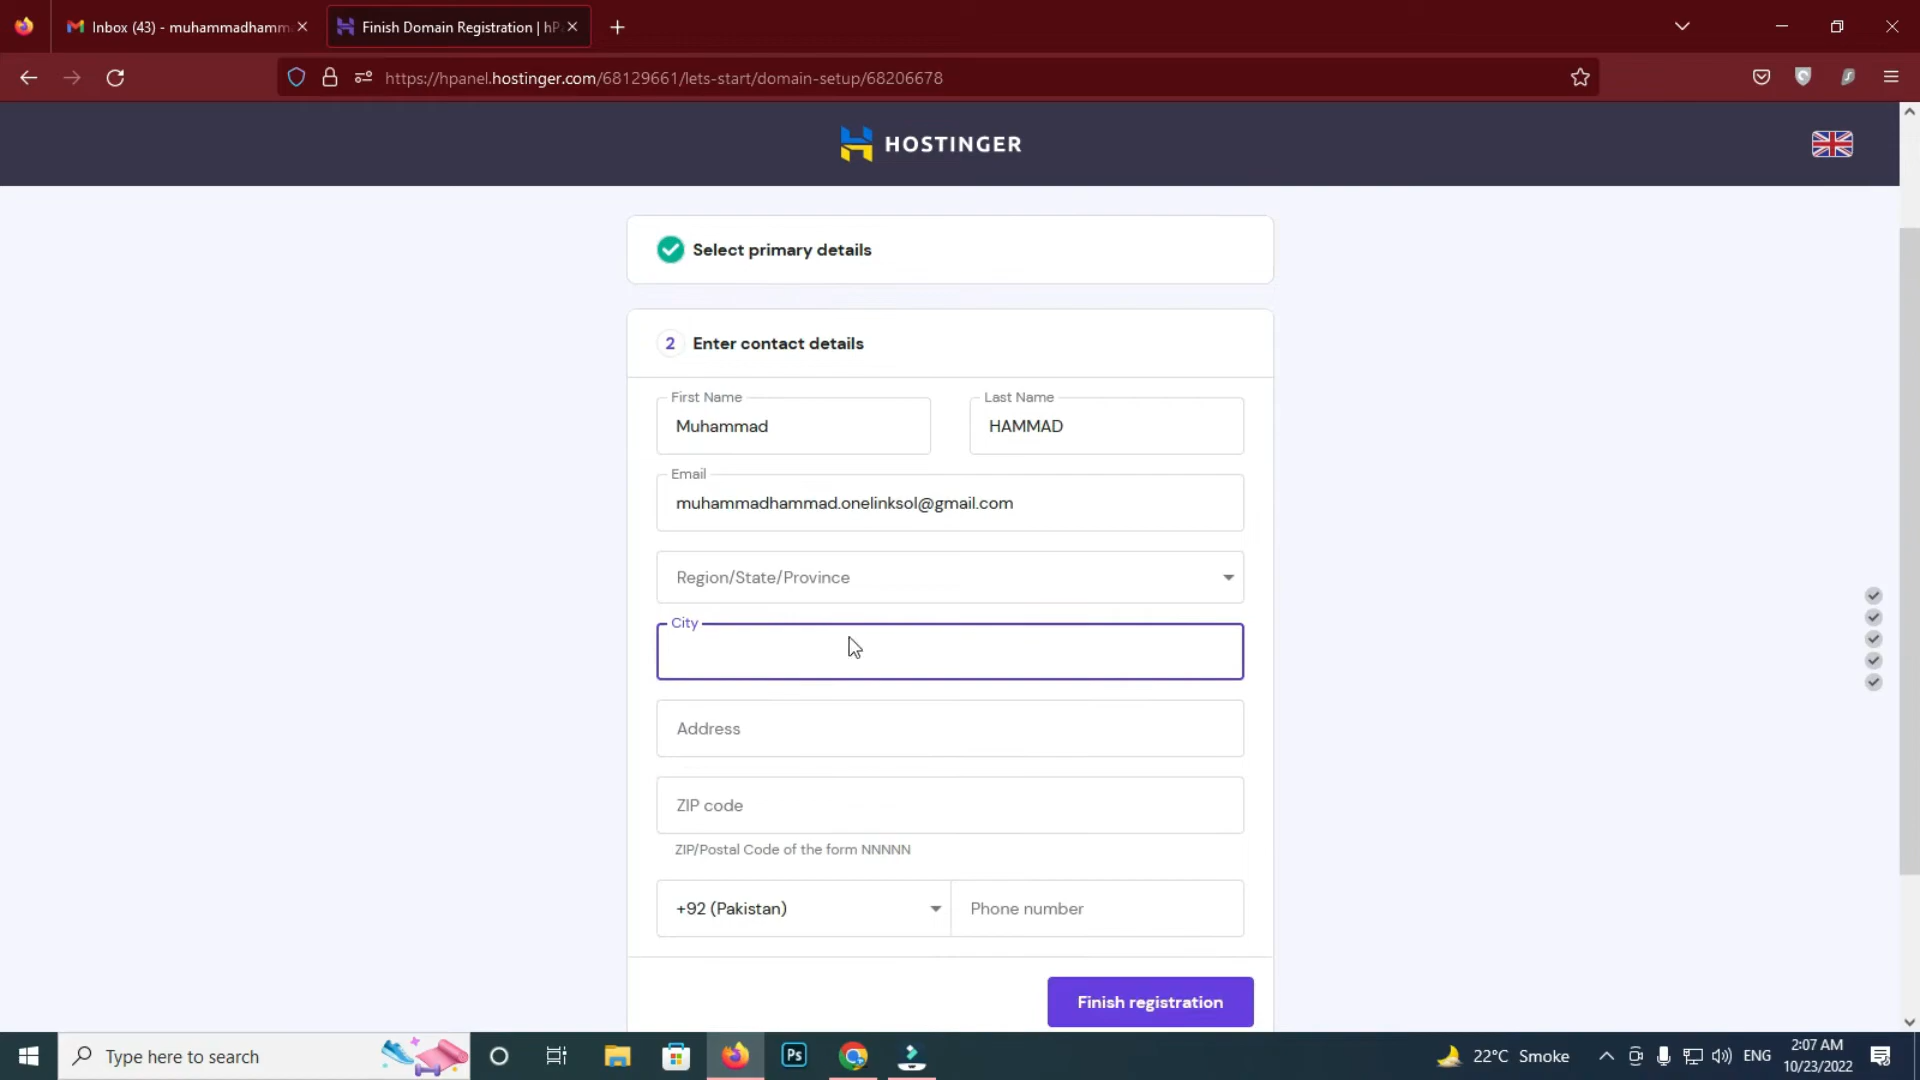 Inbox (43) - muhammadhamm
Finish Domain Registration | hP
https://hpanel.hostinger.com/68129661/lets-start/domain-setup/68206678
HOSTINGER
Select primary details
2 Enter contact details
First Name
Last Name
Muhammad
HAMMAD
Email
muhammadhammad.onelinksol@gmail.com
Region/State/Province
City
Address
ZIP code
ZIP/Postal Code of the form NNNNN
+92 (Pakistan)
Phone number
Finish registration
Type here to search
Ps
22°C Smoke
ENG
2:07 AM
10/23/2022